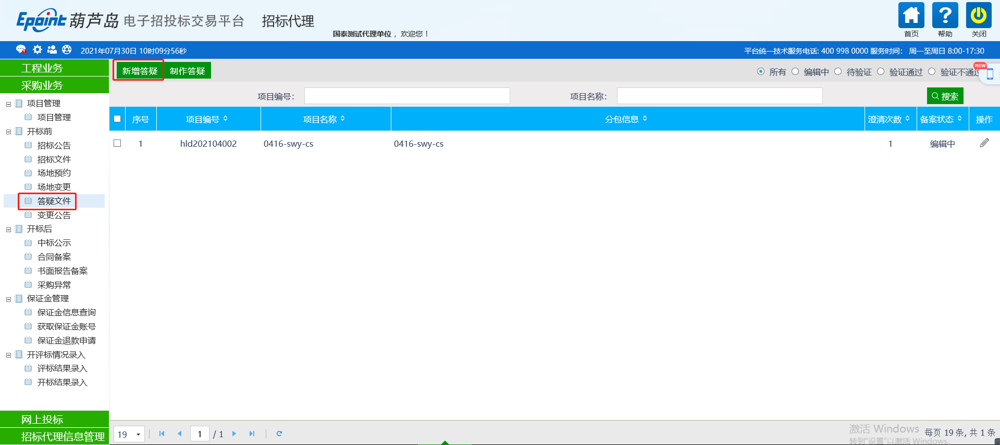 Epoint 葫芦岛 电子招投标交易平台 招标代理
国泰测试代理单位 ，欢迎您！
首页 帮助 关闭
2021年07月30日 10时09分56秒
平台统一技术服务电话: 400 998 0000 服务时间： 周一至周日 8:00-17:30
工程业务
采购业务
项目管理
项目管理
开标前
招标公告
招标文件
场地预约
场地变更
答疑文件
变更公告
开标后
中标公示
合同备案
书面报告备案
采购异常
保证金管理
保证金信息查询
获取保证金账号
保证金退款申请
开评标情况录入
评标结果录入
开标结果录入
网上投标
招标代理信息管理
新增答疑 制作答疑
所有 编辑中 待验证 验证通过 验证不通过
NEW
项目编号： 项目名称： 搜索
序号 项目编号 项目名称 分包信息 澄清次数 备案状态 操作
1 hld202104002 0416-swy-cs 0416-swy-cs 1 编辑中
19 1 / 1
每页 19 条, 共 1 条
激活 Windows
转到"设置"以激活 Windows。